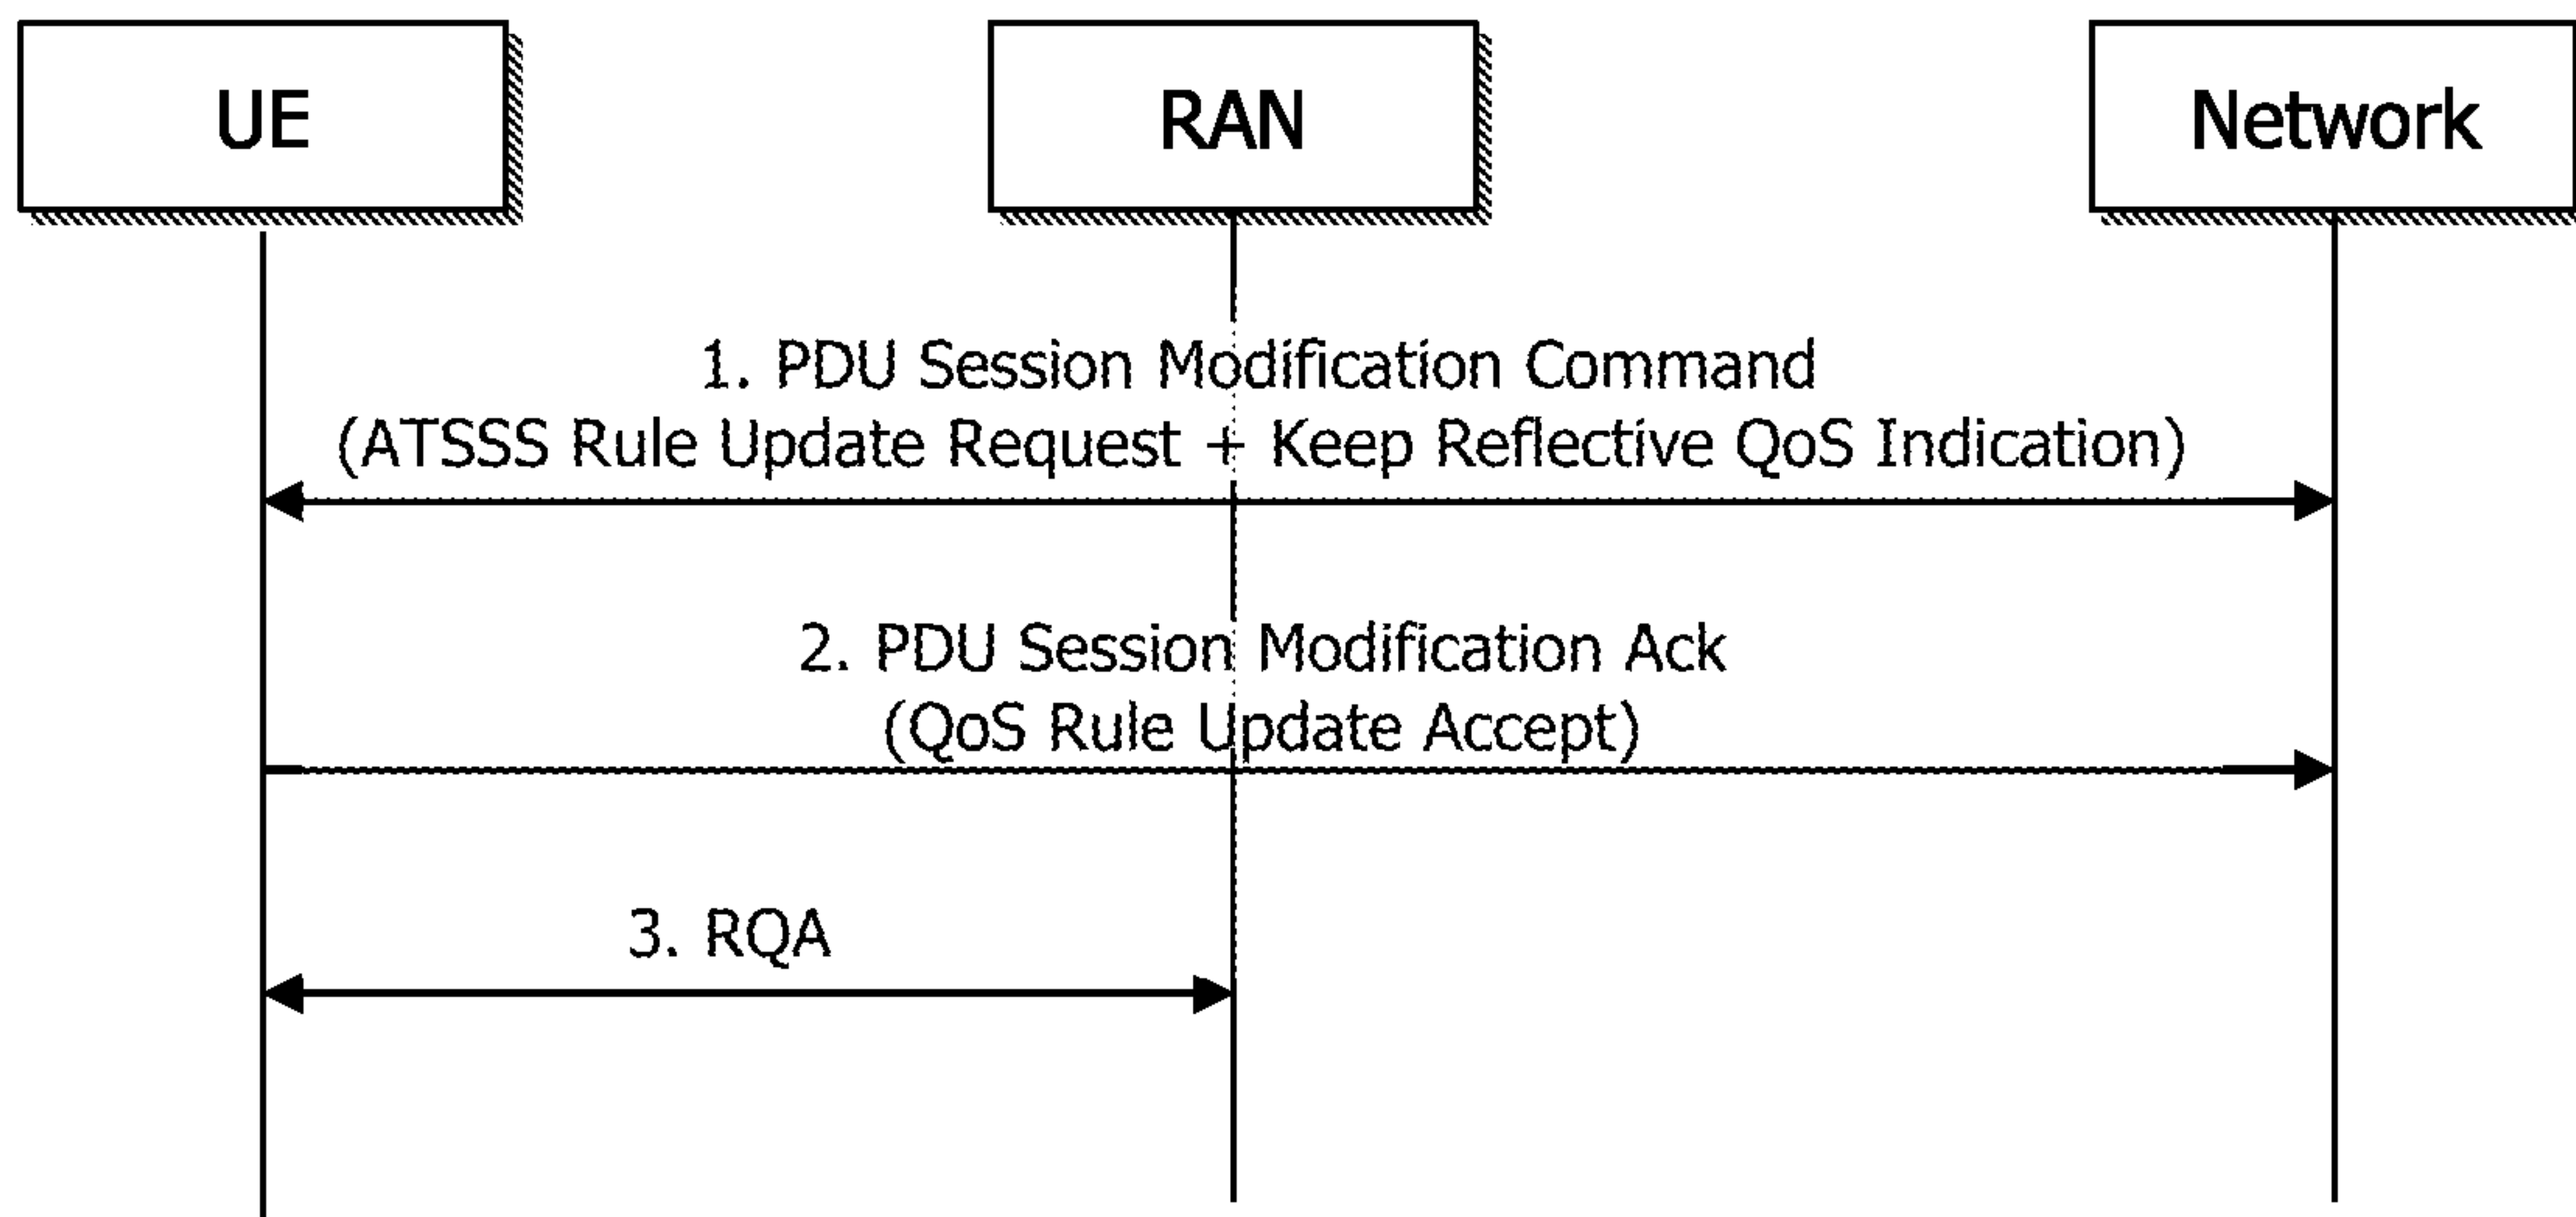 UE
RAN
Network
1. PDU Session Modification Command
(ATSSS Rule Update Request + Keep Reflective QoS Indication)
2. PDU Session Modification Ack
(QoS Rule Update Accept)
3. RQA